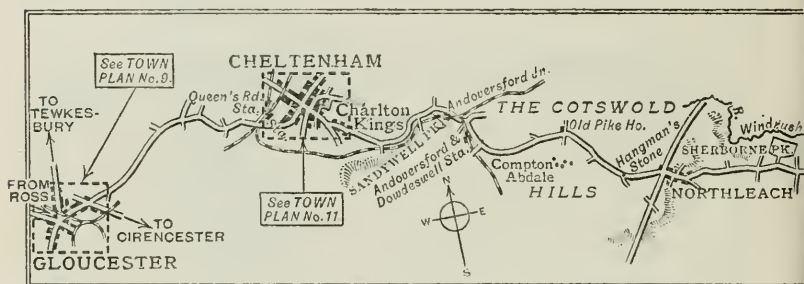 See TOWN
PLAN No. 9.
CHELTENHAM
TO
TEWKES-
BURY
Queen's Rd.
Sta.
Sta.
Charlton
Kings
Andoversford Jn.
THE COTSWOLD
Old Pike Ho.
Hangman's
Stone
R.
Windrush
SHERBORNE PK.
SANDYWELL PK.
Andoversford &
Dowdeswell Sta.
Compton
Abdale
HILLS
NORTHLEACH
FROM
ROSS
TO
CIRENCESTER
See TOWN
PLAN No. 11.
N
W
E
S
GLOUCESTER